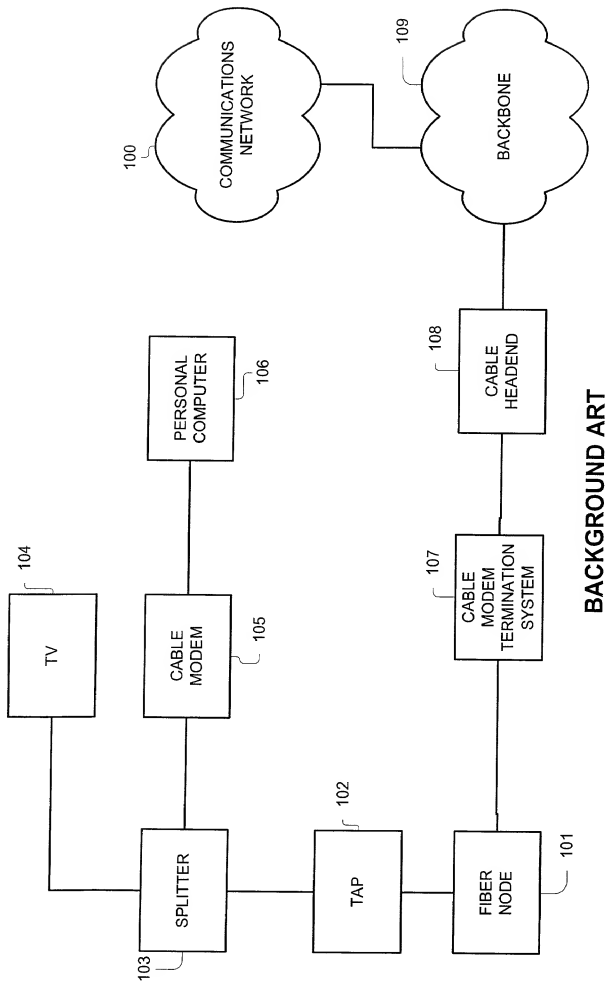 104
TV
103
SPLITTER
105
CABLE
MODEM
106
PERSONAL
COMPUTER
100
COMMUNICATIONS
NETWORK
102
TAP
101
FIBER
NODE
107
CABLE
MODEM
TERMINATION
SYSTEM
108
CABLE
HEADEND
109
BACKBONE
BACKGROUND ART